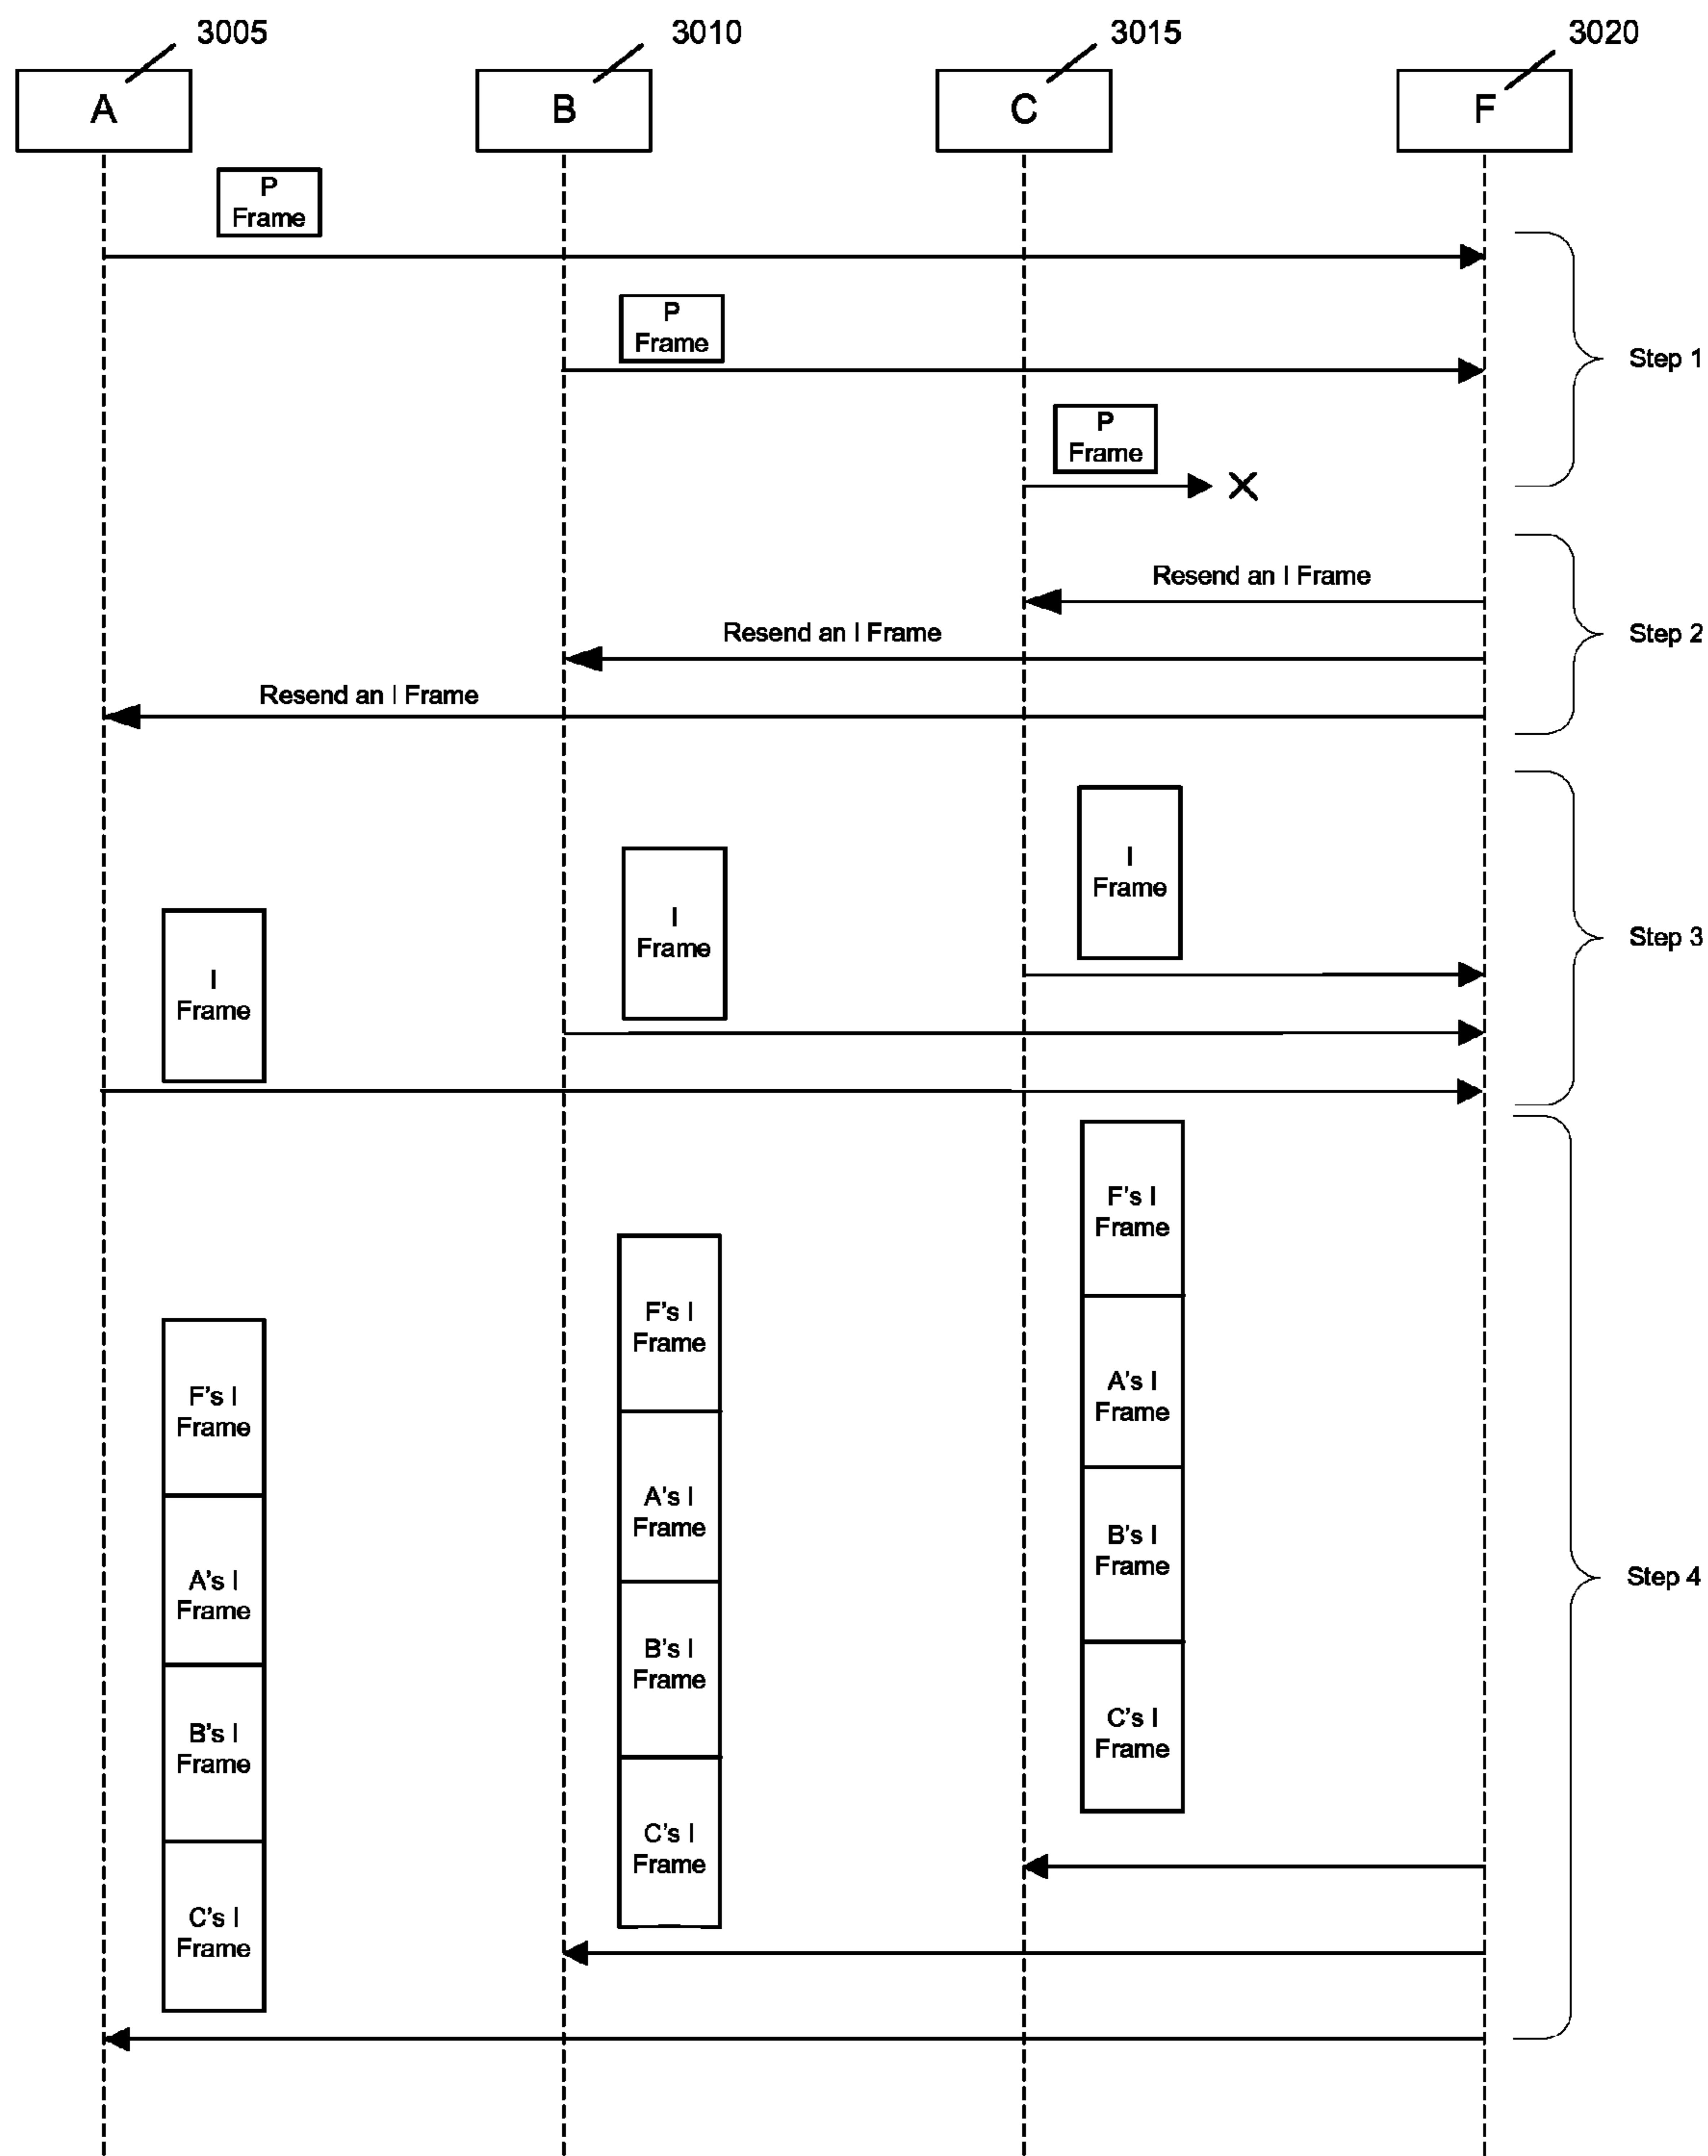 3005
3010
3015
3020
A
B
C
F
P
Frame
P
Frame
Step 1
P
Frame
Resend an I Frame
Resend an I Frame
Step 2
Resend an I Frame
I
Frame
I
Frame
Step 3
I
Frame
F's I
Frame
A's I
Frame
B's I
Frame
C's I
Frame
F's I
Frame
A's I
Frame
B's I
Frame
C's I
Frame
F's I
Frame
A's I
Frame
B's I
Frame
C's I
Frame
Step 4